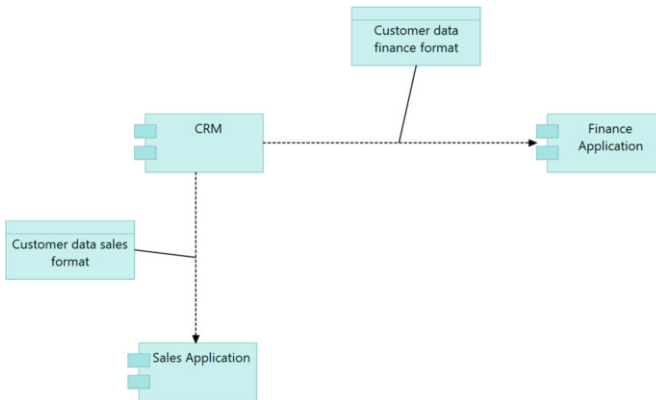 Customer data
finance format
CRM
Finance
Application
Customer data sales
format
Sales Application